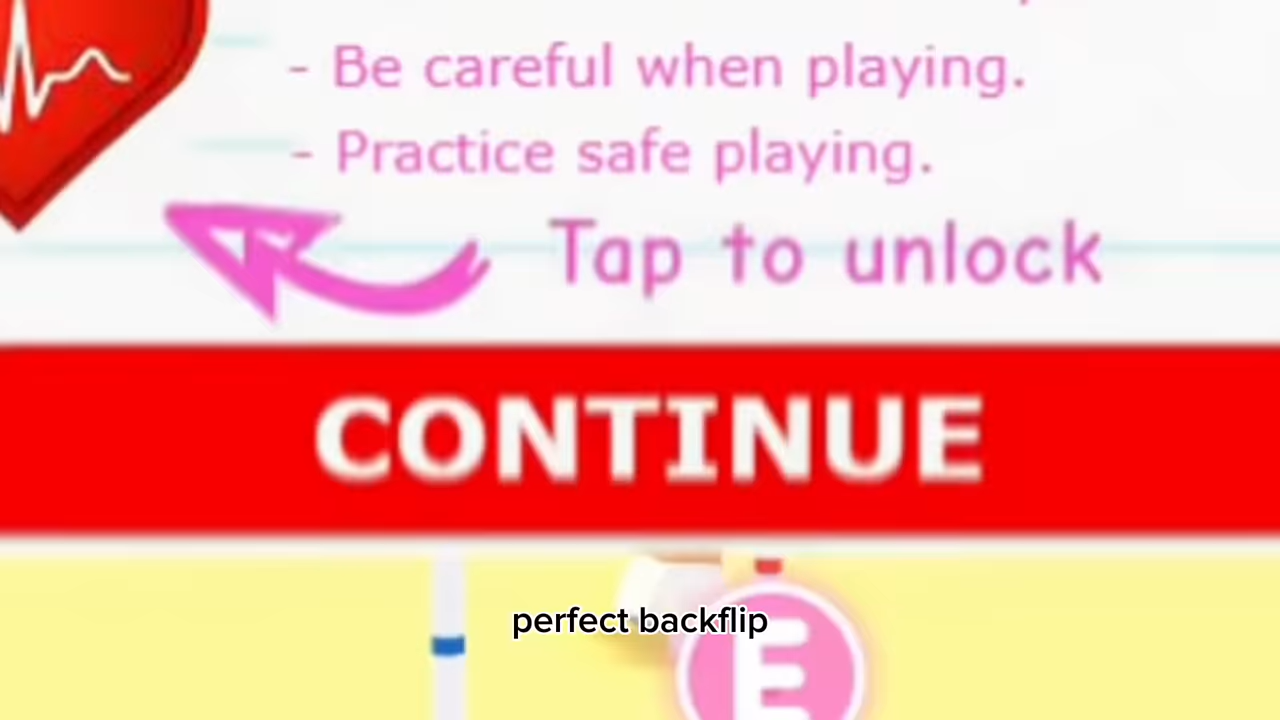 - Be careful when playing.
- Practice safe playing.
Tap to unlock
CONTINUE
perfect backflip
E